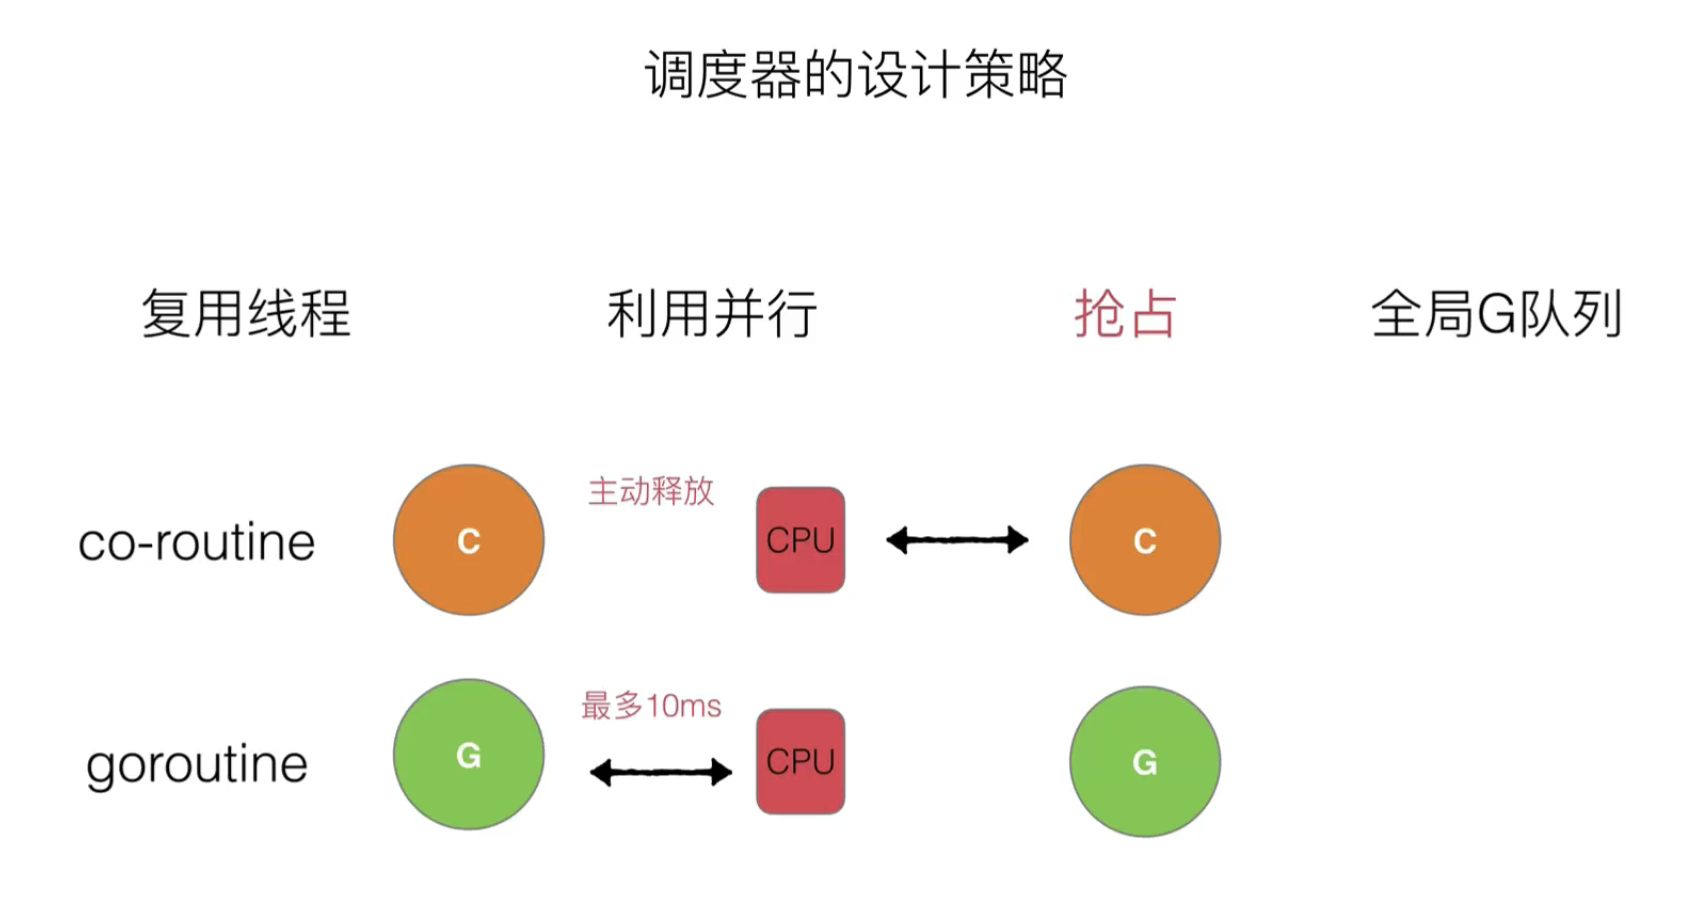 调度器的设计策略
复用线程 利用并行 抢占 全局G队列
主动释放
co-routine C CPU C
最多10ms
goroutine G CPU G